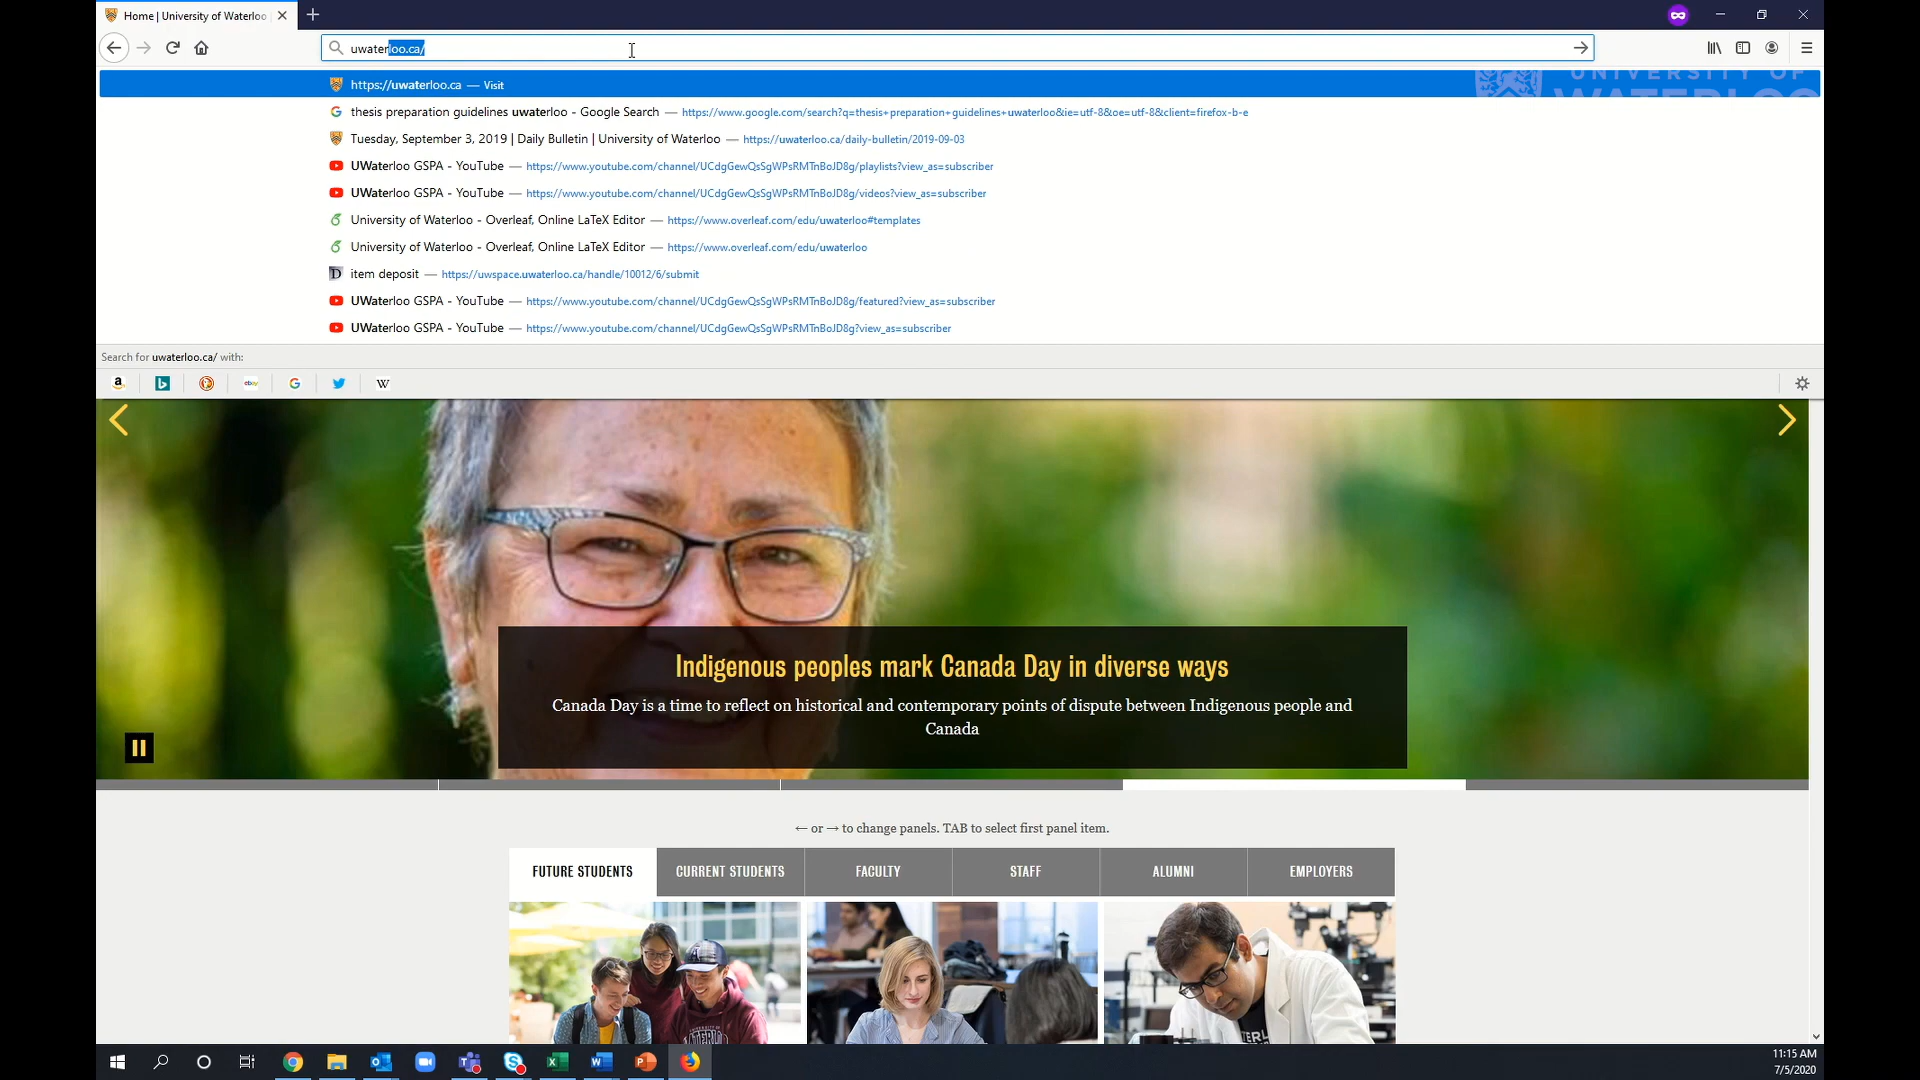 Home | University of Waterloo
uwaterloo.ca/
https://uwaterloo.ca — Visit
UNIVERSITY OF
WATERLOO
thesis preparation guidelines uwaterloo - Google Search — https://www.google.com/search?q=thesis+preparation+guidelines+uwaterloo&ie=utf-8&oe=utf-8&client=firefox-b-e
Tuesday, September 3, 2019 | Daily Bulletin | University of Waterloo — https://uwaterloo.ca/daily-bulletin/2019-09-03
UWaterloo GSPA - YouTube — https://www.youtube.com/channel/UCdgGewQsSgWPsRMTnBoJD8g/playlists?view_as=subscriber
UWaterloo GSPA - YouTube — https://www.youtube.com/channel/UCdgGewQsSgWPsRMTnBoJD8g/videos?view_as=subscriber
University of Waterloo - Overleaf, Online LaTeX Editor — https://www.overleaf.com/edu/uwaterloo#templates
University of Waterloo - Overleaf, Online LaTeX Editor — https://www.overleaf.com/edu/uwaterloo
item deposit — https://uwspace.uwaterloo.ca/handle/10012/6/submit
UWaterloo GSPA - YouTube — https://www.youtube.com/channel/UCdgGewQsSgWPsRMTnBoJD8g/featured?view_as=subscriber
UWaterloo GSPA - YouTube — https://www.youtube.com/channel/UCdgGewQsSgWPsRMTnBoJD8g?view_as=subscriber
Search for uwaterloo.ca/ with:
Indigenous peoples mark Canada Day in diverse ways
Canada Day is a time to reflect on historical and contemporary points of dispute between Indigenous people and
Canada
← or → to change panels. TAB to select first panel item.
FUTURE STUDENTS CURRENT STUDENTS FACULTY STAFF ALUMNI EMPLOYERS
11:15 AM
7/5/2020